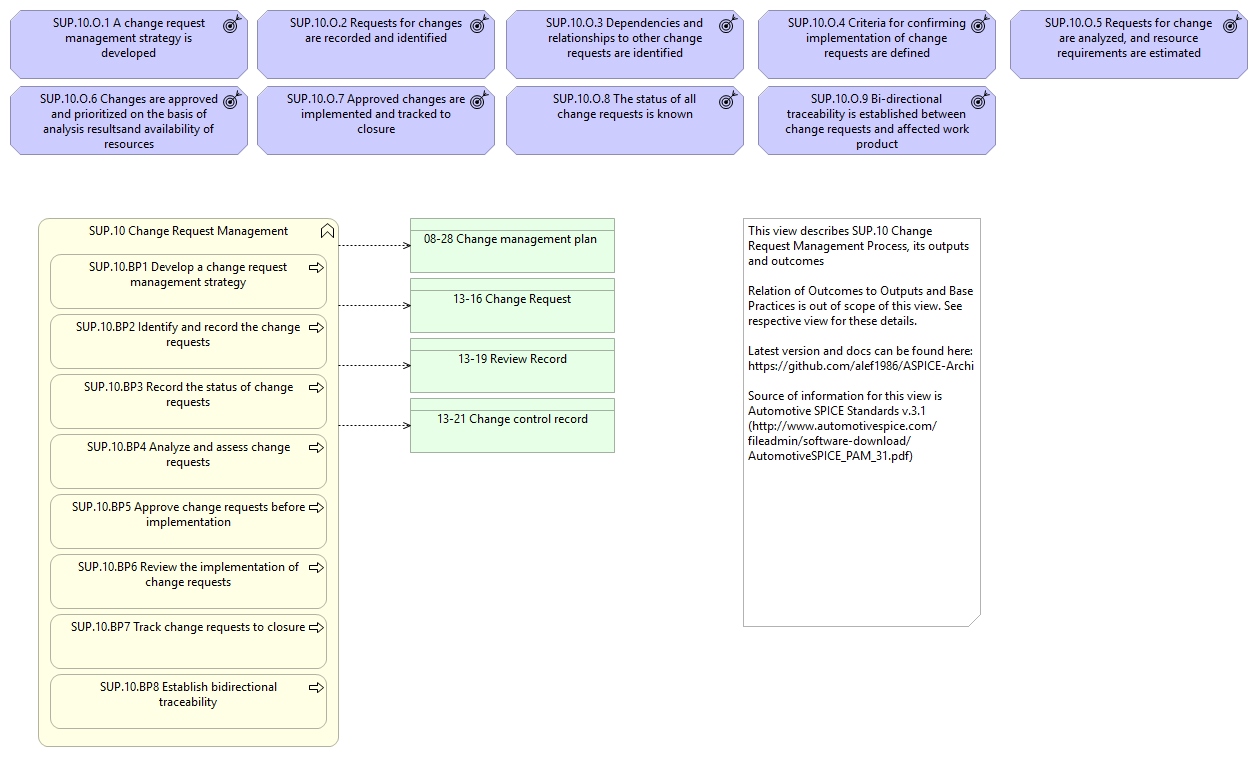 SUP.10.O.1 A change request
management strategy is
developed
SUP.10.O.2 Requests for changes
are recorded and identified
SUP.10.O.3 Dependencies and
relationships to other change
requests are identified
SUP.10.O.4 Criteria for confirming
implementation of change
requests are defined
SUP.10.O.5 Requests for change
are analyzed, and resource
requirements are estimated
SUP.10.O.6 Changes are approved
and prioritized on the basis of
analysis resultsand availability of
resources
SUP.10.O.7 Approved changes are
implemented and tracked to
closure
SUP.10.O.8 The status of all
change requests is known
SUP.10.O.9 Bi-directional
traceability is established between
change requests and affected work
product
SUP.10 Change Request Management
SUP.10.BP1 Develop a change request
management strategy
SUP.10.BP2 Identify and record the change
requests
SUP.10.BP3 Record the status of change
requests
SUP.10.BP4 Analyze and assess change
requests
SUP.10.BP5 Approve change requests before
implementation
SUP.10.BP6 Review the implementation of
change requests
SUP.10.BP7 Track change requests to closure
SUP.10.BP8 Establish bidirectional
traceability
08-28 Change management plan
13-16 Change Request
13-19 Review Record
13-21 Change control record
This view describes SUP.10 Change
Request Management Process, its outputs
and outcomes
Relation of Outcomes to Outputs and Base
Practices is out of scope of this view. See
respective view for these details.
Latest version and docs can be found here:
https://github.com/alef1986/ASPICE-Archi
Source of information for this view is
Automotive SPICE Standards v.3.1
(http://www.automotivespice.com/
fileadmin/software-download/
AutomotiveSPICE_PAM_31.pdf)